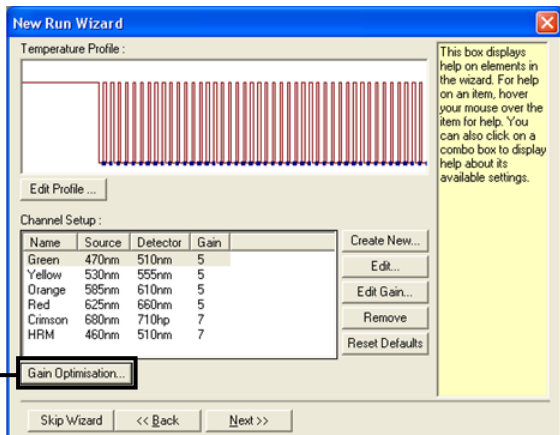 New Run Wizard
Temperature Profile :
Edit Profile ...
Channel Setup :
Name Source Detector Gain
Green 470nm 510nm 5
Yellow 530nm 555nm 5
Orange 585nm 610nm 5
Red 625nm 660nm 5
Crimson 680nm 710hp 7
HRM 460nm 510nm 7
Create New...
Edit...
Edit Gain...
Remove
Reset Defaults
Gain Optimisation...
Skip Wizard
<< Back
Next >>
This box displays
help on elements in
the wizard. For help
on an item, hover
your mouse over the
item for help. You
can also click on a
combo box to display
help about its
available settings.